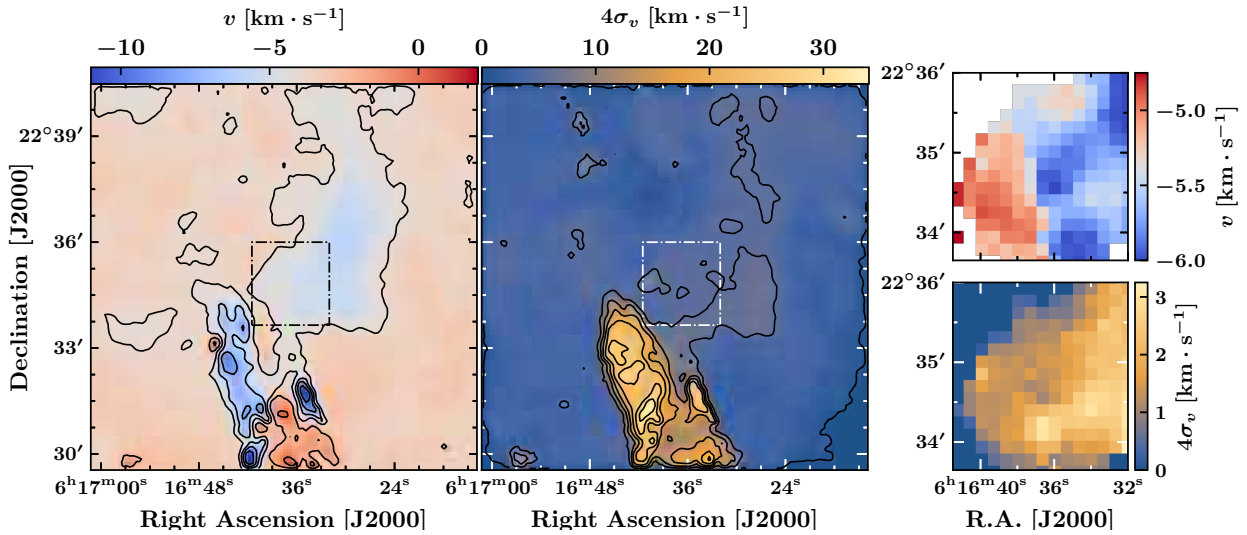 v [km · s⁻¹]
−10 −5 0
4σᵥ [km · s⁻¹]
0 10 20 30
Declination [J2000]
22°39′
36′
33′
30′
6ʰ17ᵐ00ˢ 16ᵐ48ˢ 36ˢ 24ˢ
Right Ascension [J2000]
6ʰ17ᵐ00ˢ 16ᵐ48ˢ 36ˢ 24ˢ
Right Ascension [J2000]
22°36′
35′
34′
−5.0
−5.5
−6.0
v [km · s⁻¹]
22°36′
35′
34′
3
2
1
0
4σᵥ [km · s⁻¹]
6ʰ16ᵐ40ˢ 36ˢ 32ˢ
R.A. [J2000]